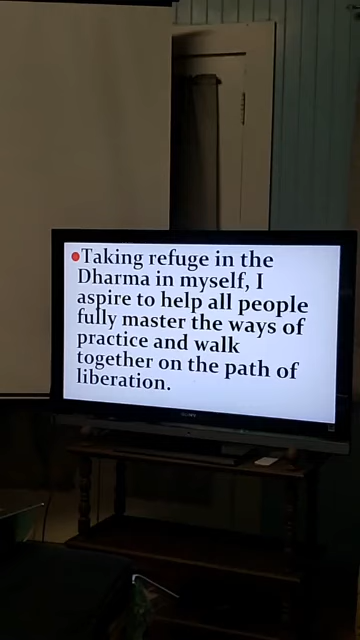 Taking refuge in the
Dharma in myself, I
aspire to help all people
fully master the ways of
practice and walk
together on the path of
liberation.
SONY